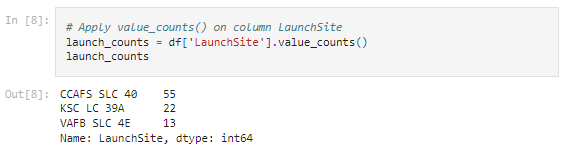 In [8]:
# Apply value_counts() on column LaunchSite
launch_counts = df['LaunchSite'].value_counts()
launch_counts
Out[8]:
CCAFS SLC 40    55
KSC LC 39A      22
VAFB SLC 4E     13
Name: LaunchSite, dtype: int64